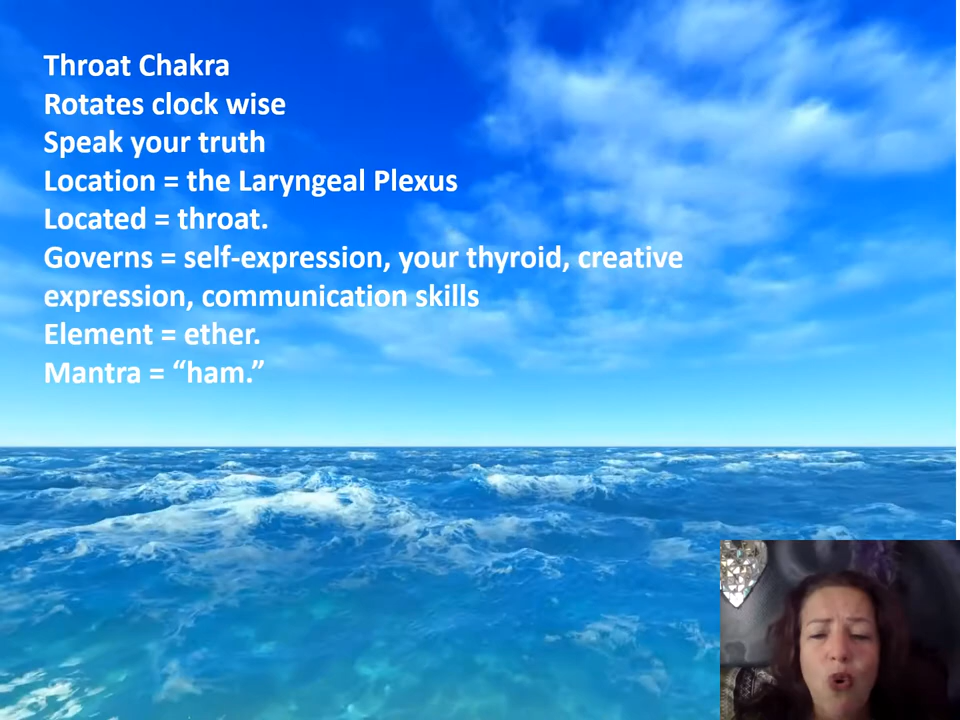 Throat Chakra
Rotates clock wise
Speak your truth
Location = the Laryngeal Plexus
Located = throat.
Governs = self-expression, your thyroid, creative
expression, communication skills
Element = ether.
Mantra = “ham.”